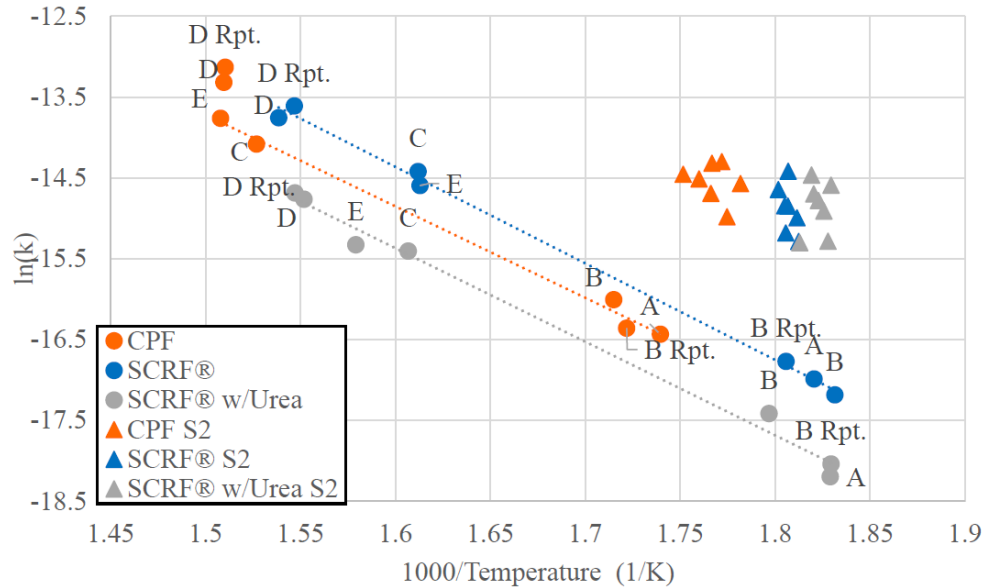 -12.5
-13.5
-14.5
-15.5
-16.5
-17.5
-18.5
ln(k)
D Rpt.
D
E
C
D Rpt.
D
C
E
D Rpt.
D
E
C
B
A
B Rpt.
B Rpt.
A
B
B
B Rpt.
A
CPF
SCRF®
SCRF® w/Urea
CPF S2
SCRF® S2
SCRF® w/Urea S2
1.45
1.5
1.55
1.6
1.65
1.7
1.75
1.8
1.85
1.9
1000/Temperature (1/K)